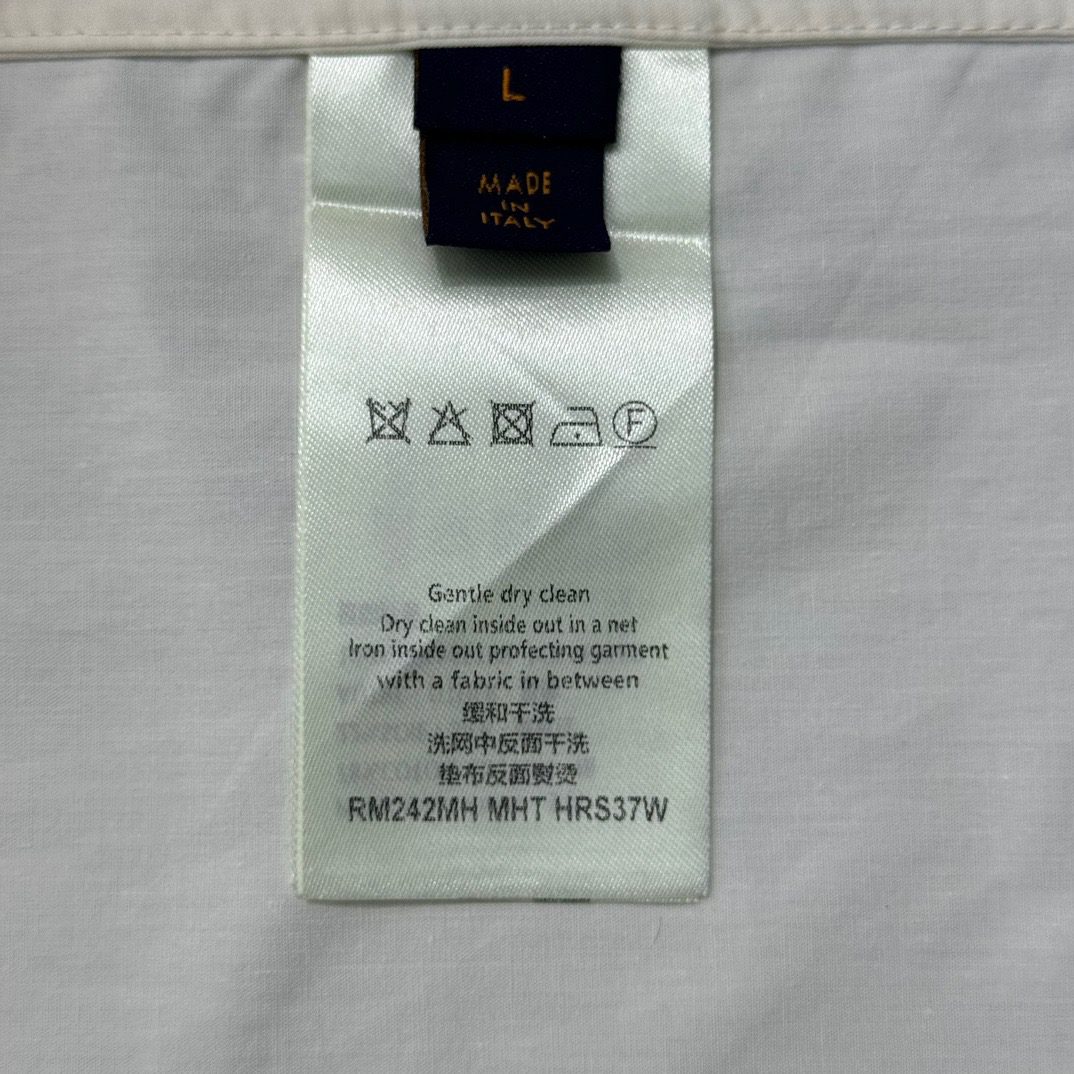 L
MADE
IN
ITALY
F
Gentle dry clean
Dry clean inside out in a net
Iron inside out profecting garment
with a fabric in between
缓和干洗
洗网中反面干洗
垫布反面熨烫
RM242MH MHT HRS37W